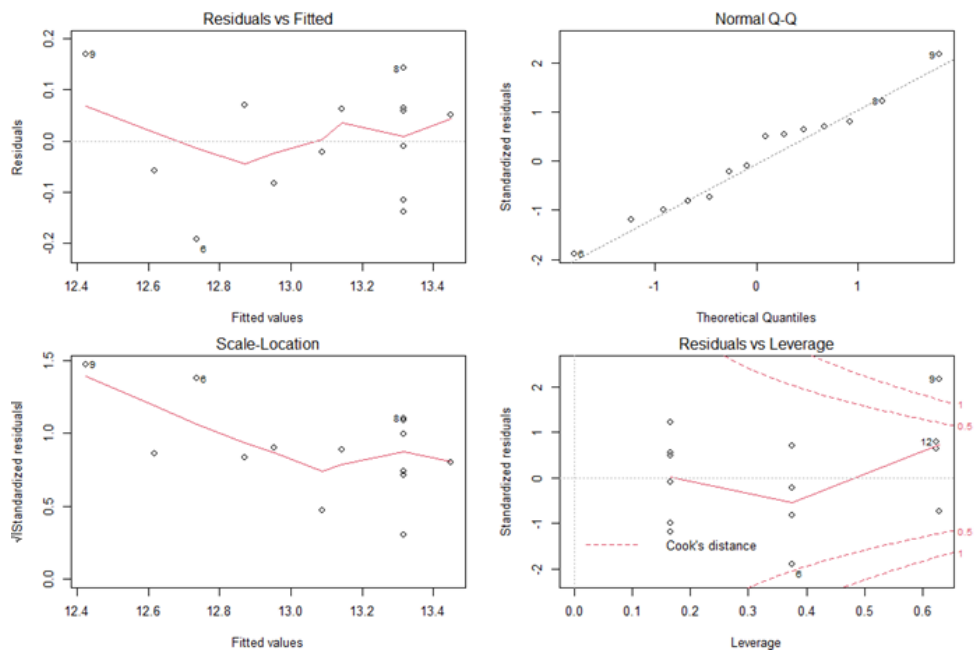 Residuals vs Fitted
Residuals
0.2
0.1
0.0
-0.1
-0.2
9
8
6
12.4 12.6 12.8 13.0 13.2 13.4
Fitted values
Normal Q-Q
Standardized residuals
2
1
0
-1
-2
9
8
6
-1 0 1
Theoretical Quantiles
Scale-Location
√|Standardized residuals|
1.5
1.0
0.5
0.0
9
6
8
12.4 12.6 12.8 13.0 13.2 13.4
Fitted values
Residuals vs Leverage
Standardized residuals
2
1
0
-1
-2
9
12
6
1
0.5
0.5
1
Cook's distance
0.0 0.1 0.2 0.3 0.4 0.5 0.6
Leverage